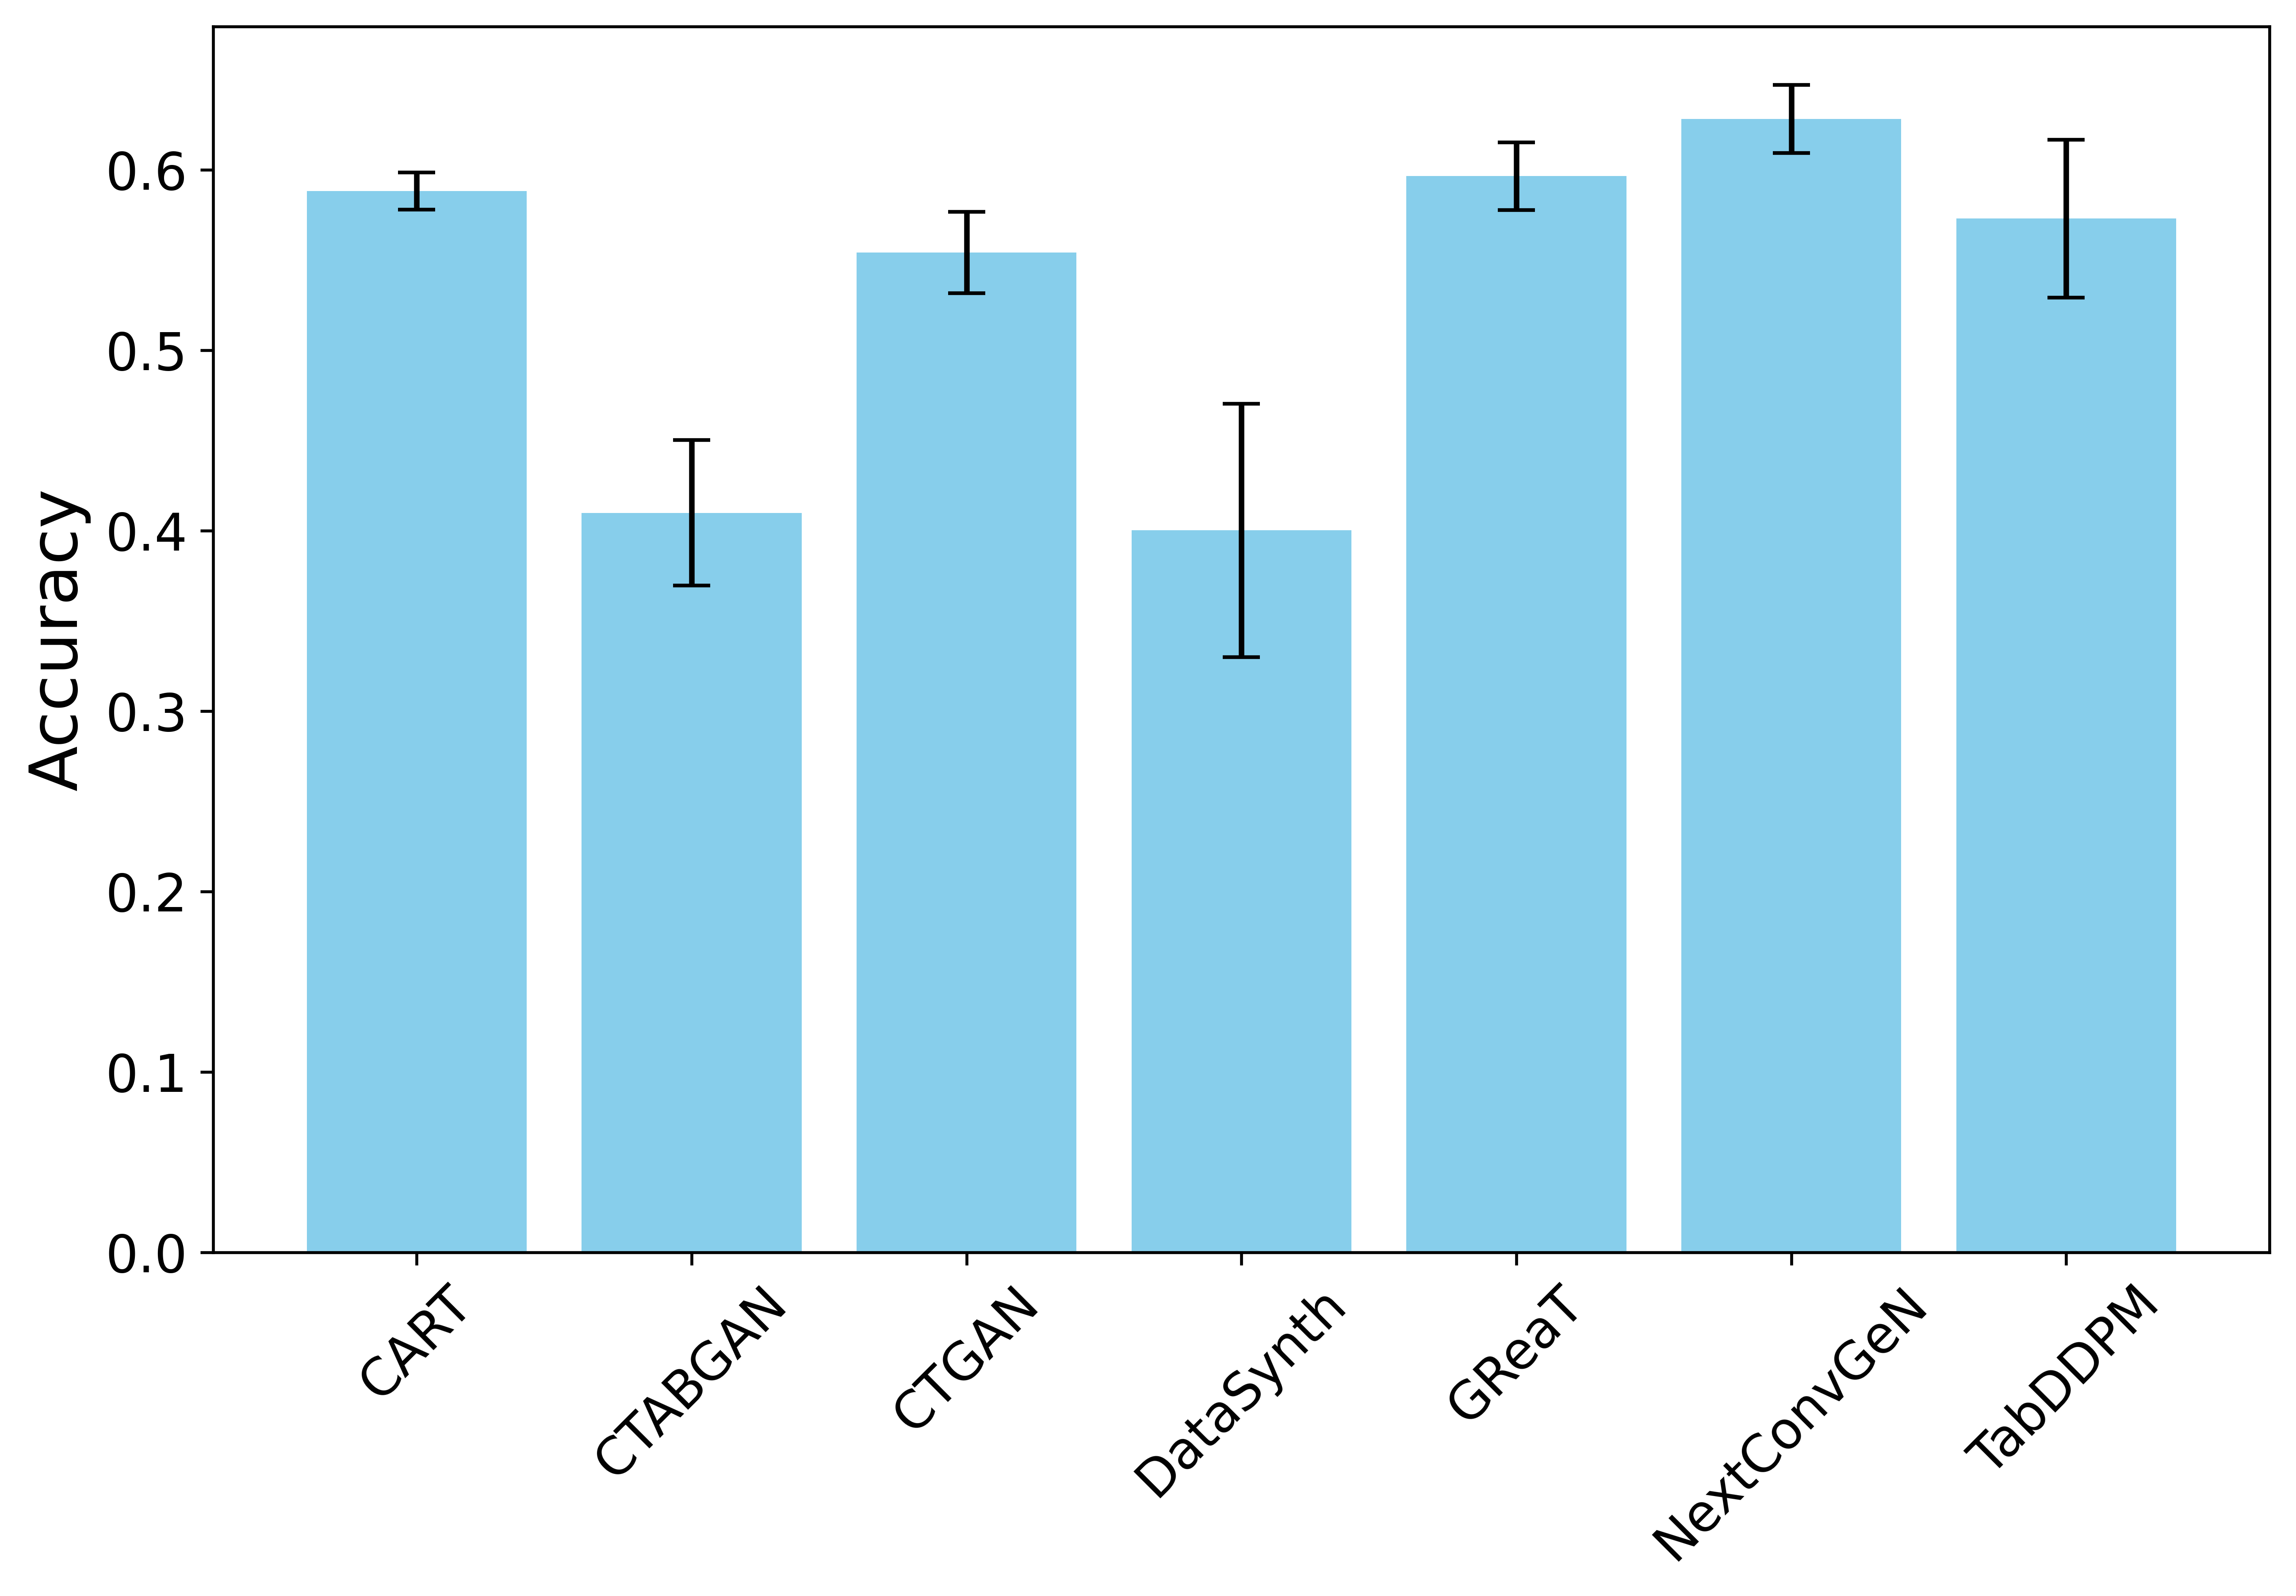 Accuracy
0.6
0.5
0.4
0.3
0.2
0.1
0.0
CART
CTABGAN
CTGAN
DataSynth
GReaT
NextConvGeN
TabDDPM